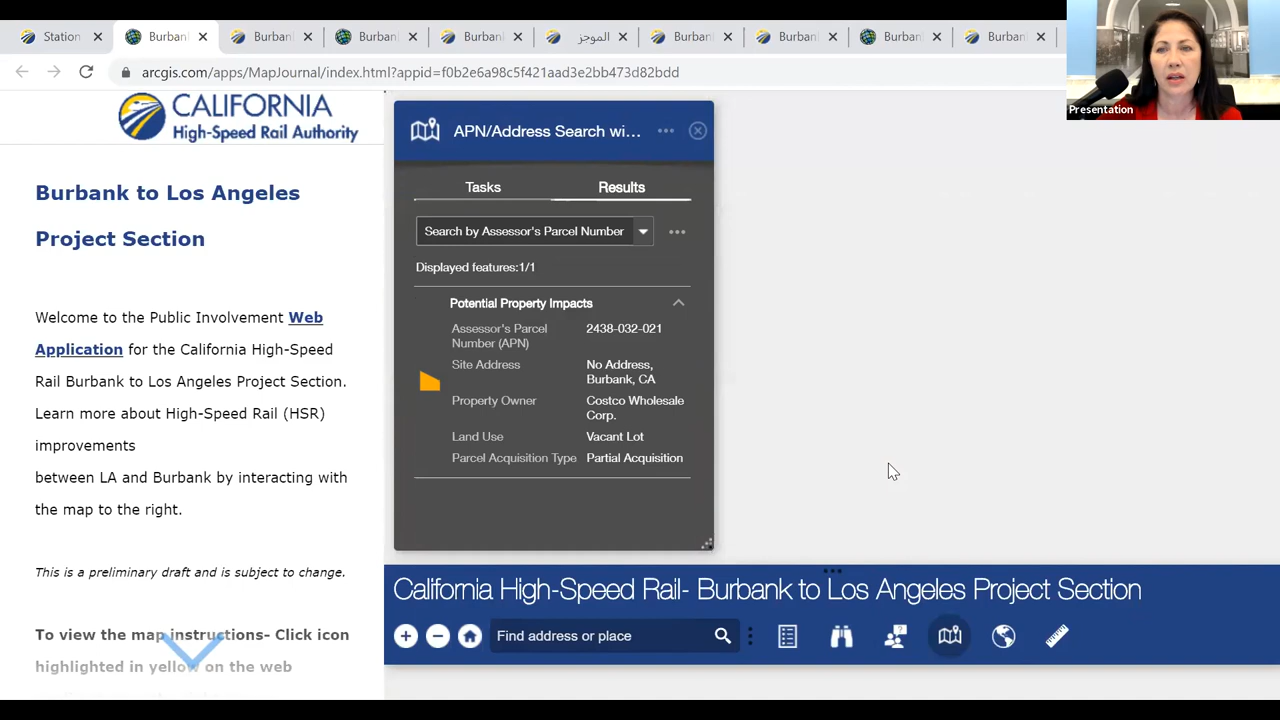 Station
Burbank
Burbank
Burbank
Burbank
الموجز
Burbank
Burbank
Burbank
Burbank
arcgis.com/apps/MapJournal/index.html?appid=f0b2e6a98c5f421aad3e2bb473d82bdd
Presentation
CALIFORNIA
High-Speed Rail Authority
Burbank to Los Angeles
Project Section
Welcome to the Public Involvement Web
Application for the California High-Speed
Rail Burbank to Los Angeles Project Section.
Learn more about High-Speed Rail (HSR)
improvements
between LA and Burbank by interacting with
the map to the right.
This is a preliminary draft and is subject to change.
To view the map instructions- Click icon
highlighted in yellow on the web
APN/Address Search wi...
Tasks
Results
Search by Assessor's Parcel Number
Displayed features:1/1
Potential Property Impacts
Assessor's Parcel
Number (APN)
2438-032-021
Site Address
No Address,
Burbank, CA
Property Owner
Costco Wholesale
Corp.
Land Use
Vacant Lot
Parcel Acquisition Type
Partial Acquisition
California High-Speed Rail- Burbank to Los Angeles Project Section
Find address or place